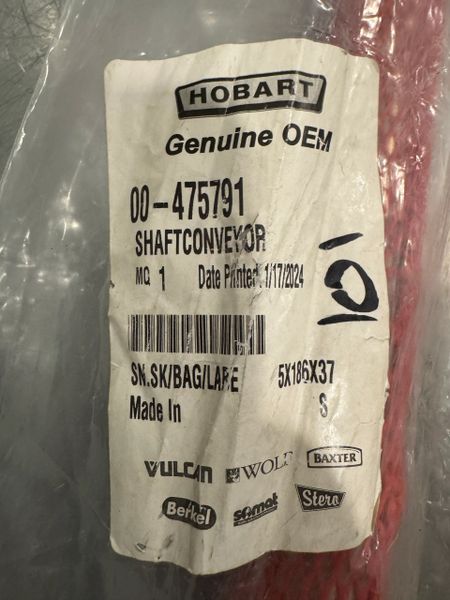 HOBART
Genuine OEM
00-475791
SHAFTCONVEYOR
MQ 1 Date Printed: 1/17/2024
101
SN.SK/BAG/LABE 5X186X37
Made In S
VULCAN WOLF BAXTER
Berkel somat Stero